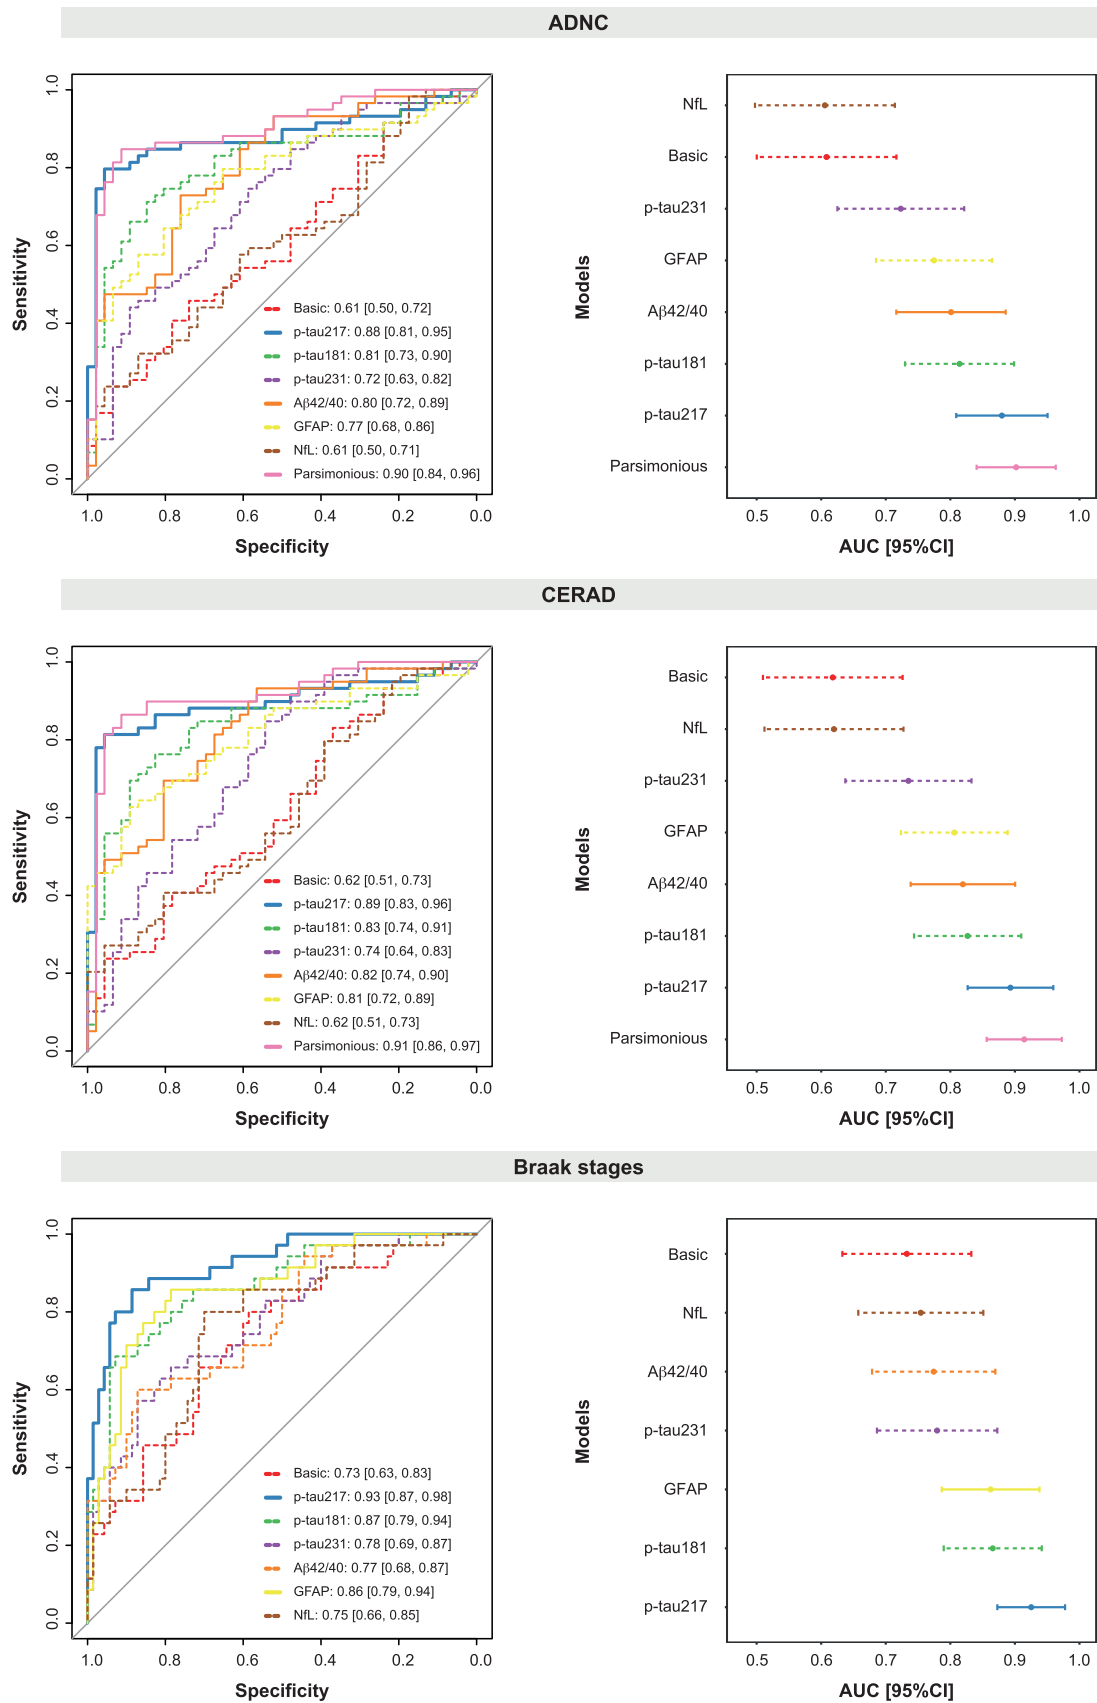 ADNC
1.0
0.8
0.6
0.4
0.2
0.0
Sensitivity
Basic: 0.61 [0.50, 0.72]
p-tau217: 0.88 [0.81, 0.95]
p-tau181: 0.81 [0.73, 0.90]
p-tau231: 0.72 [0.63, 0.82]
Aβ42/40: 0.80 [0.72, 0.89]
GFAP: 0.77 [0.68, 0.86]
NfL: 0.61 [0.50, 0.71]
Parsimonious: 0.90 [0.84, 0.96]
1.0 0.8 0.6 0.4 0.2 0.0
Specificity
Models
NfL
Basic
p-tau231
GFAP
Aβ42/40
p-tau181
p-tau217
Parsimonious
0.5 0.6 0.7 0.8 0.9 1.0
AUC [95%CI]
CERAD
1.0
0.8
0.6
0.4
0.2
0.0
Sensitivity
Basic: 0.62 [0.51, 0.73]
p-tau217: 0.89 [0.83, 0.96]
p-tau181: 0.83 [0.74, 0.91]
p-tau231: 0.74 [0.64, 0.83]
Aβ42/40: 0.82 [0.74, 0.90]
GFAP: 0.81 [0.72, 0.89]
NfL: 0.62 [0.51, 0.73]
Parsimonious: 0.91 [0.86, 0.97]
1.0 0.8 0.6 0.4 0.2 0.0
Specificity
Models
Basic
NfL
p-tau231
GFAP
Aβ42/40
p-tau181
p-tau217
Parsimonious
0.5 0.6 0.7 0.8 0.9 1.0
AUC [95%CI]
Braak stages
1.0
0.8
0.6
0.4
0.2
0.0
Sensitivity
Basic: 0.73 [0.63, 0.83]
p-tau217: 0.93 [0.87, 0.98]
p-tau181: 0.87 [0.79, 0.94]
p-tau231: 0.78 [0.69, 0.87]
Aβ42/40: 0.77 [0.68, 0.87]
GFAP: 0.86 [0.79, 0.94]
NfL: 0.75 [0.66, 0.85]
1.0 0.8 0.6 0.4 0.2 0.0
Specificity
Models
Basic
NfL
Aβ42/40
p-tau231
GFAP
p-tau181
p-tau217
0.5 0.6 0.7 0.8 0.9 1.0
AUC [95%CI]